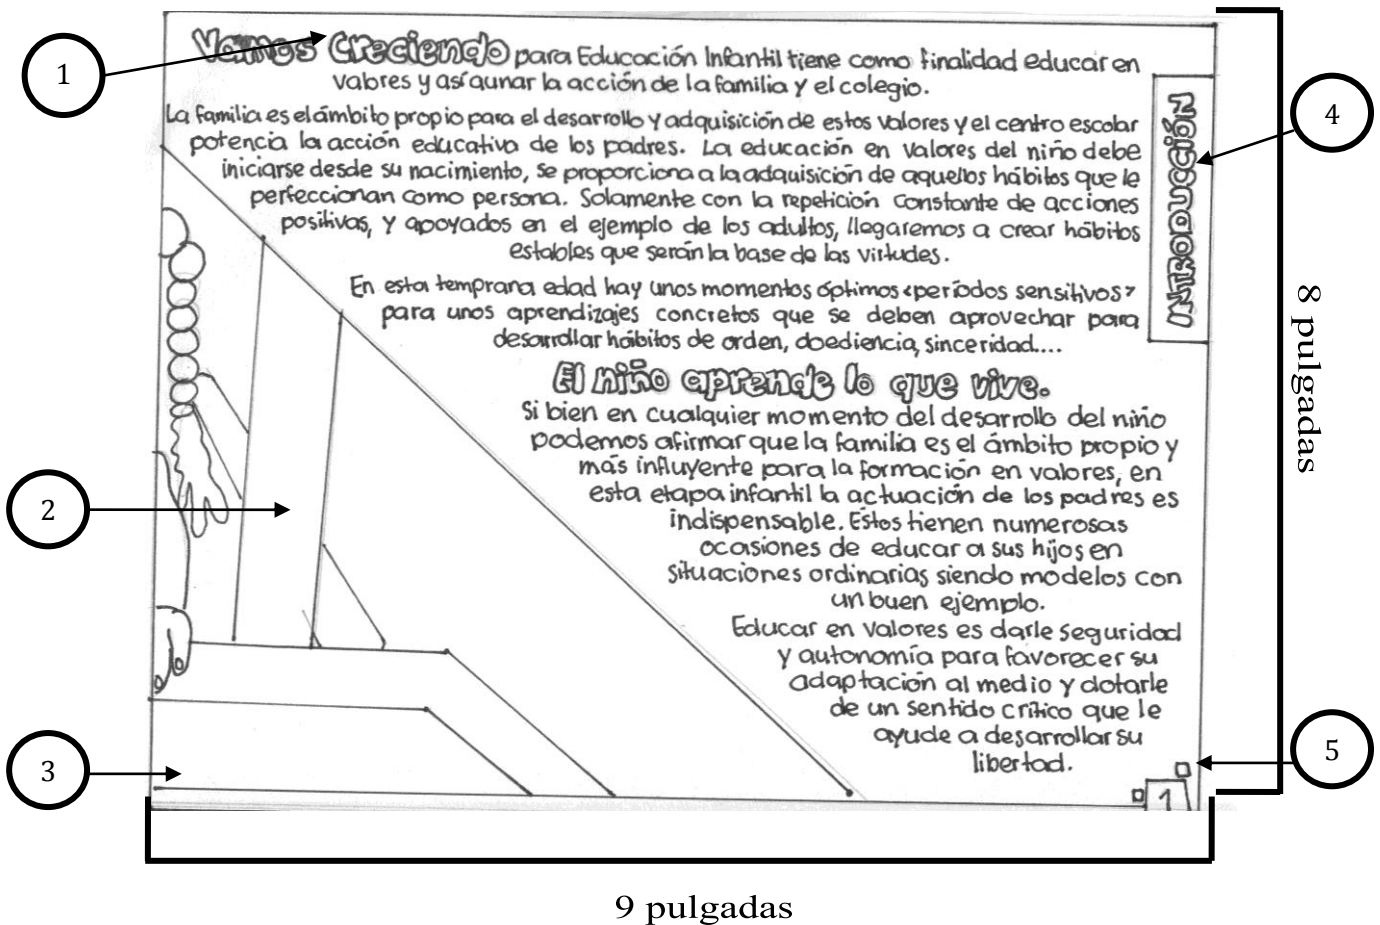 1
Vamos Creciendo para Educación Infantil tiene como finalidad educar en
valores y así aunar la acción de la familia y el colegio.
La familia es el ámbito propio para el desarrollo y adquisición de estos valores y el centro escolar
potencia la acción educativa de los padres. La educación en valores del niño debe
iniciarse desde su nacimiento, se proporciona a la adquisición de aquellos hábitos que le
perfeccionan como persona. Solamente con la repetición constante de acciones
positivas, y apoyados en el ejemplo de los adultos, llegaremos a crear hábitos
estables que serán la base de las virtudes.
En esta temprana edad hay unos momentos óptimos «períodos sensitivos»
para unos aprendizajes concretos que se deben aprovechar para
desarrollar hábitos de orden, obediencia, sinceridad....
El niño aprende lo que vive.
Si bien en cualquier momento del desarrollo del niño
podemos afirmar que la familia es el ámbito propio y
más influyente para la formación en valores, en
esta etapa infantil la actuación de los padres es
indispensable. Estos tienen numerosas
ocasiones de educar a sus hijos en
situaciones ordinarias siendo modelos con
un buen ejemplo.
Educar en valores es darle seguridad
y autonomía para favorecer su
adaptación al medio y dotarle
de un sentido crítico que le
ayude a desarrollar su
libertad.
INTRODUCCIÓN
4
8 pulgadas
2
3
5
1
9 pulgadas